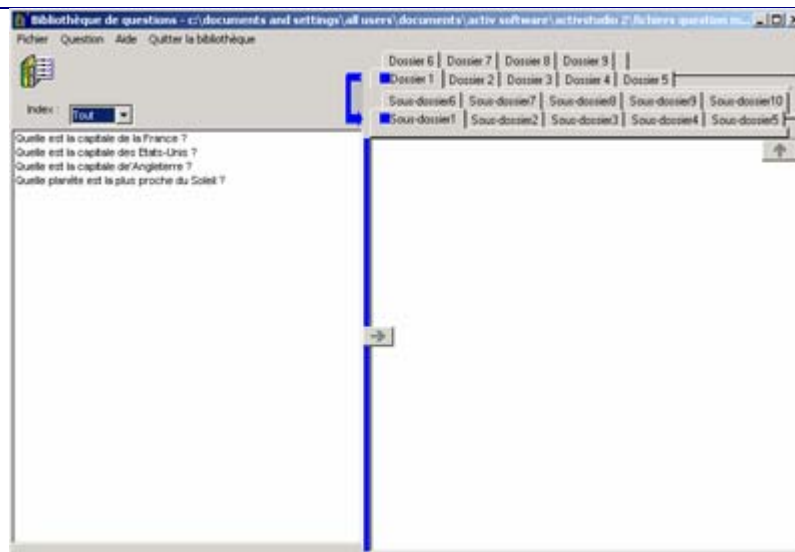 Bibliothèque de questions - c:\documents and settings\all users\documents\activ software\activstudio 2\fichiers question m...
Fichier Question Aide Quitter la bibliothèque
Dossier 6 Dossier 7 Dossier 8 Dossier 9
Dossier 1 Dossier 2 Dossier 3 Dossier 4 Dossier 5
Index : Tout
Sous-dossier6 Sous-dossier7 Sous-dossier8 Sous-dossier9 Sous-dossier10
Sous-dossier1 Sous-dossier2 Sous-dossier3 Sous-dossier4 Sous-dossier5
Quelle est la capitale de la France ?
Quelle est la capitale des Etats-Unis ?
Quelle est la capitale de'Angleterre ?
Quelle planète est la plus proche du Soleil ?